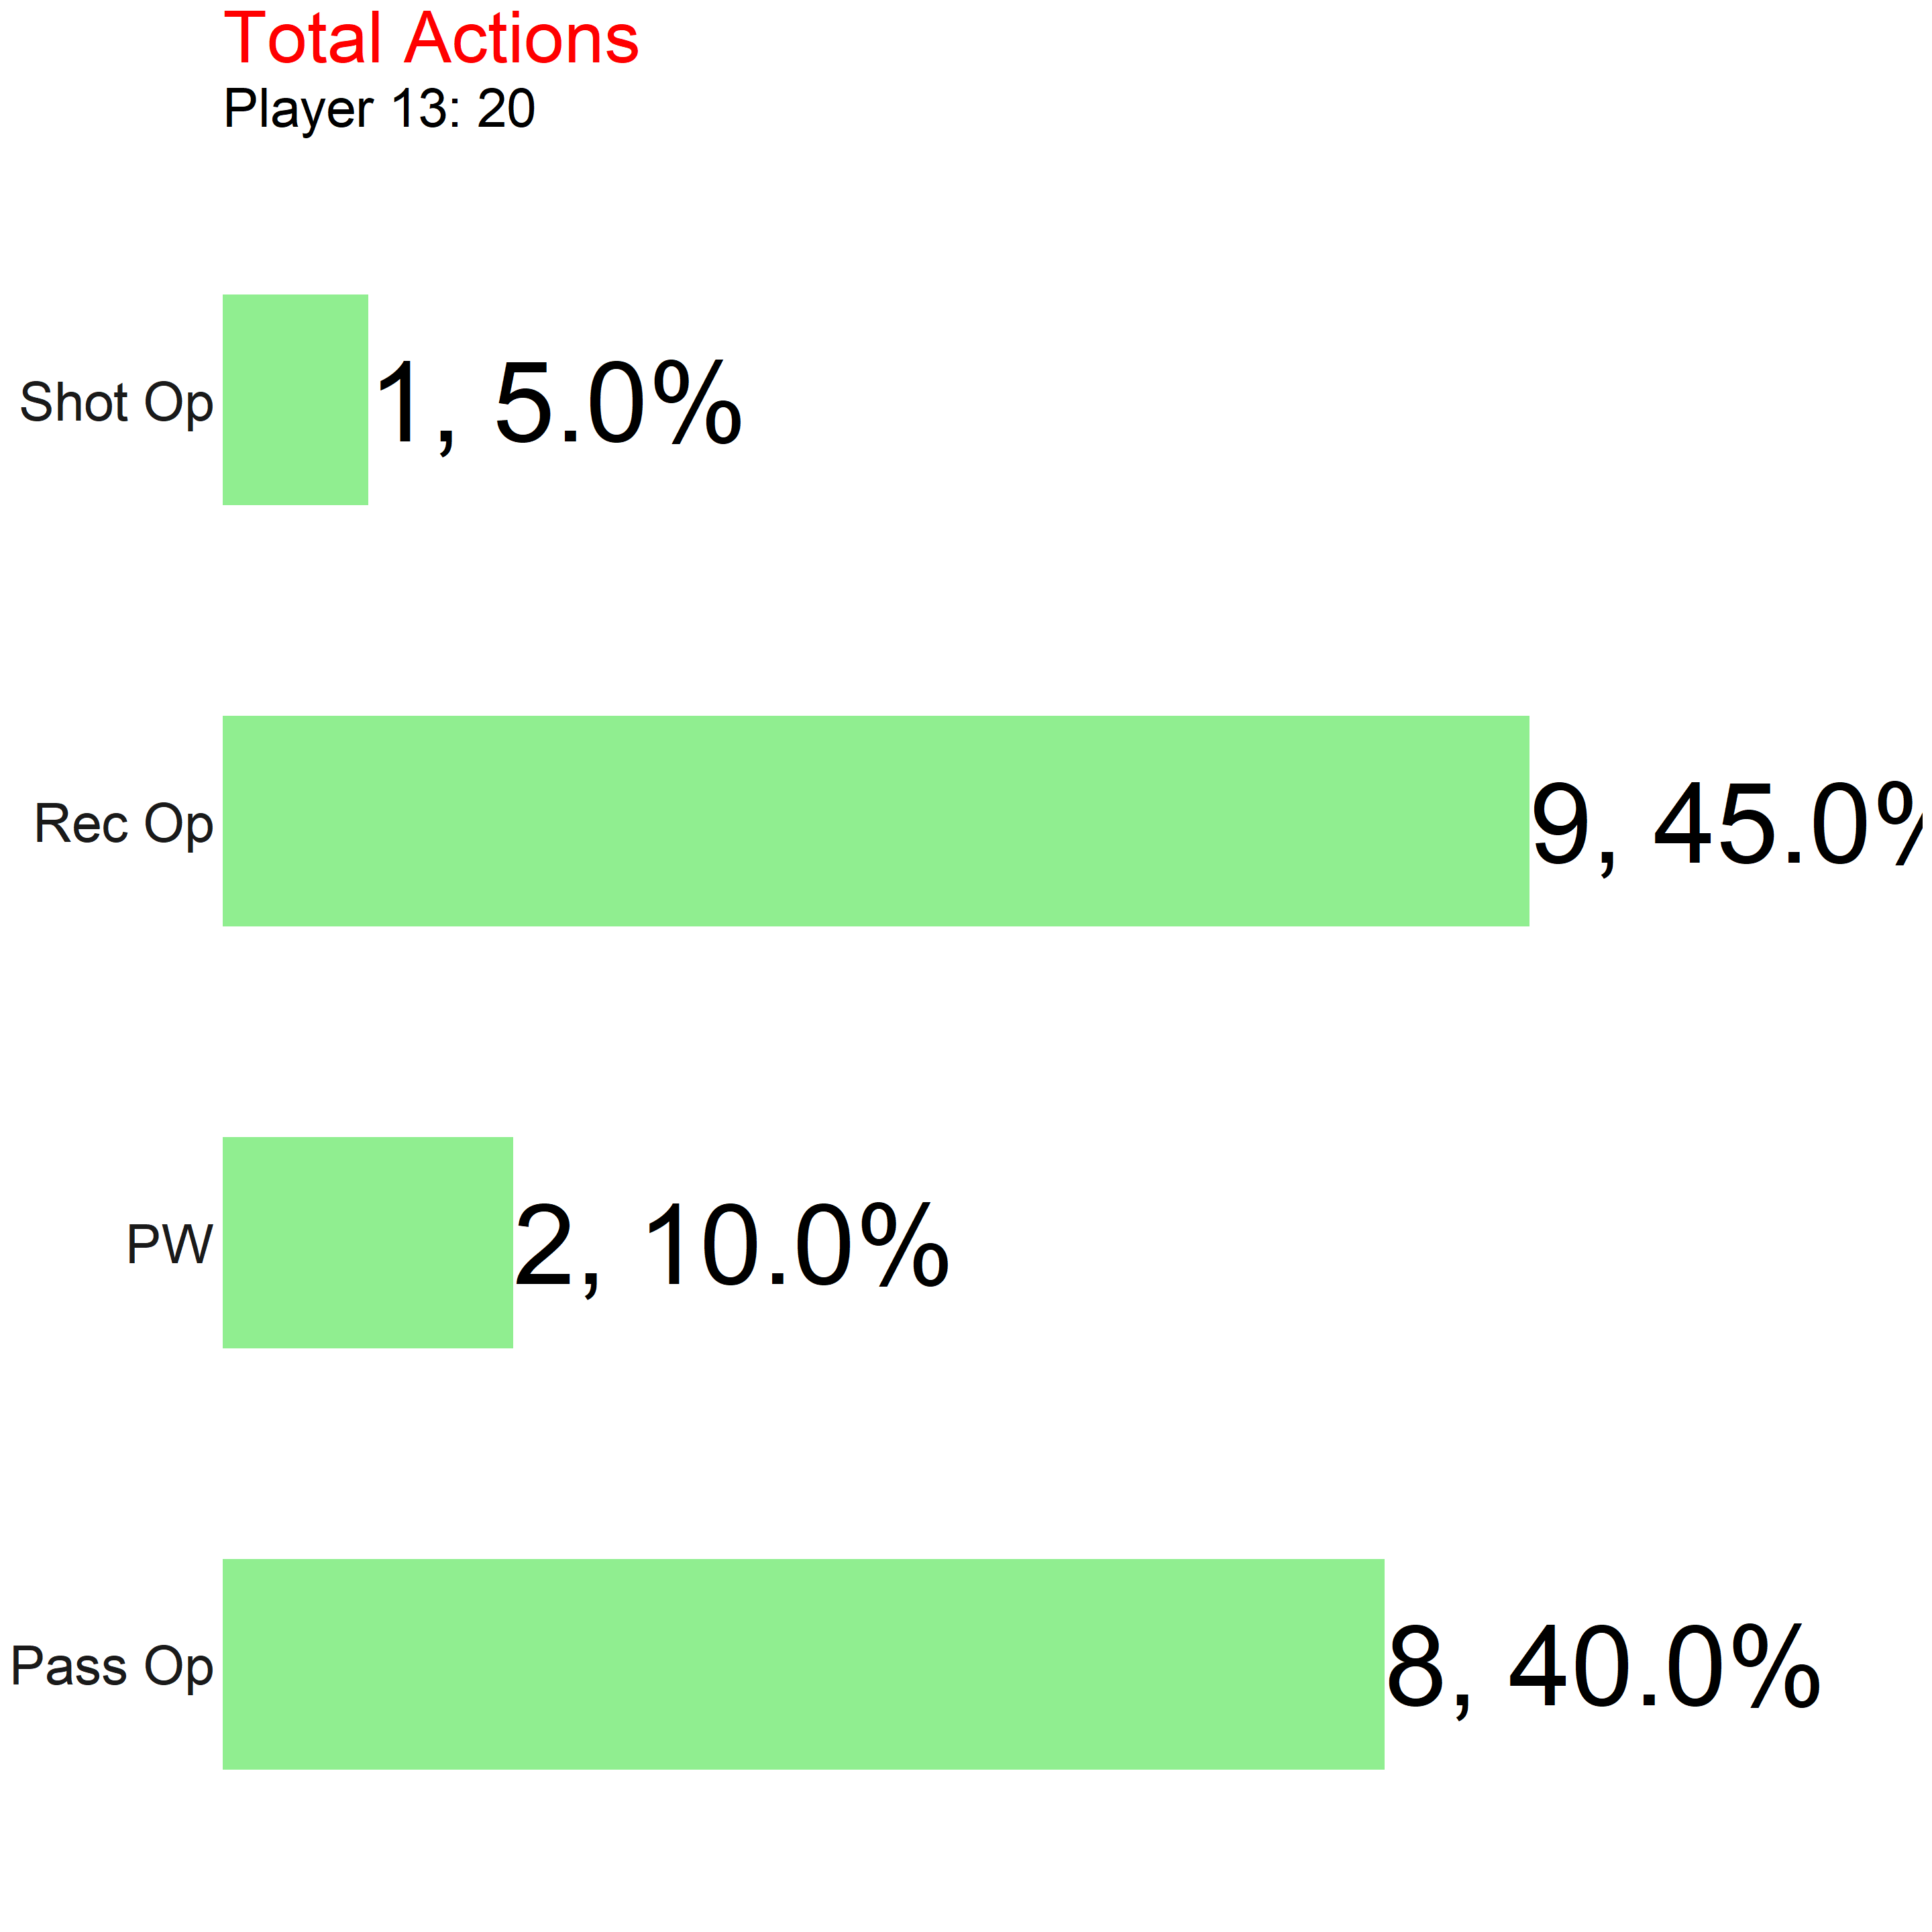 Total Actions
Player 13: 20
Shot Op
1, 5.0%
Rec Op
9, 45.0%
PW
2, 10.0%
Pass Op
8, 40.0%